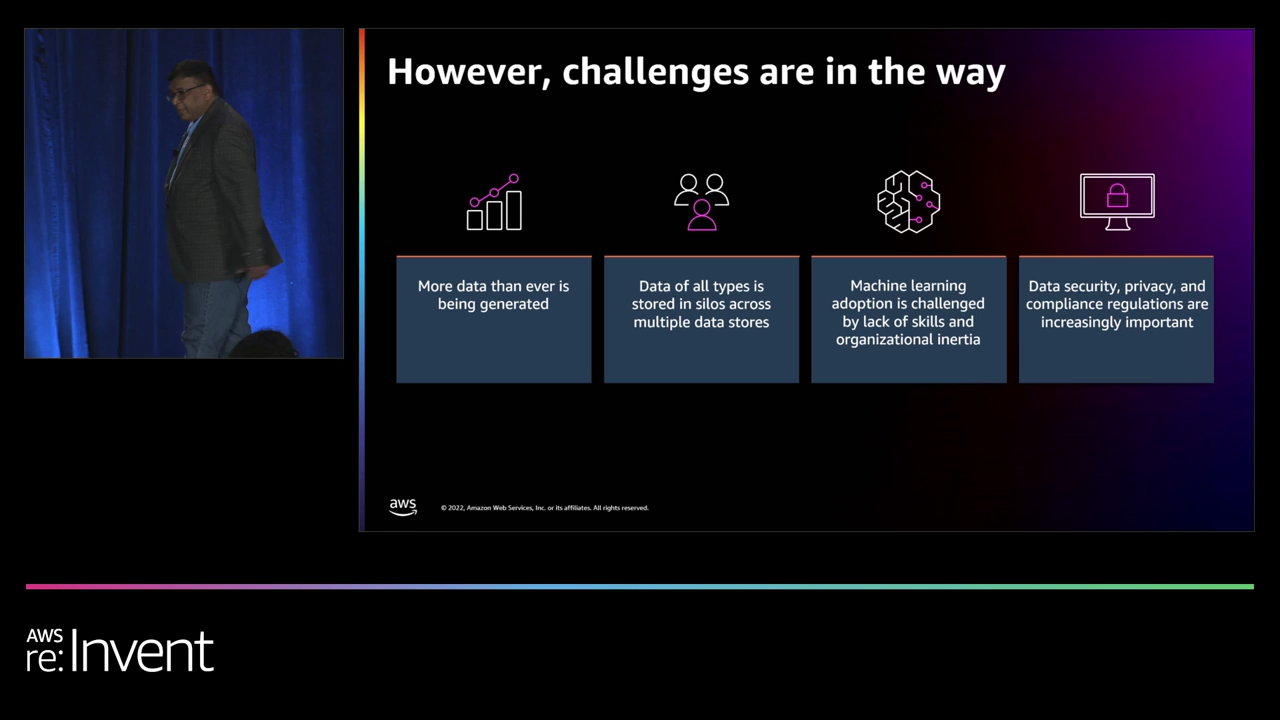 However, challenges are in the way
More data than ever is
being generated
Data of all types is
stored in silos across
multiple data stores
Machine learning
adoption is challenged
by lack of skills and
organizational inertia
Data security, privacy, and
compliance regulations are
increasingly important
aws
© 2022, Amazon Web Services, Inc. or its affiliates. All rights reserved.
AWS
re:Invent